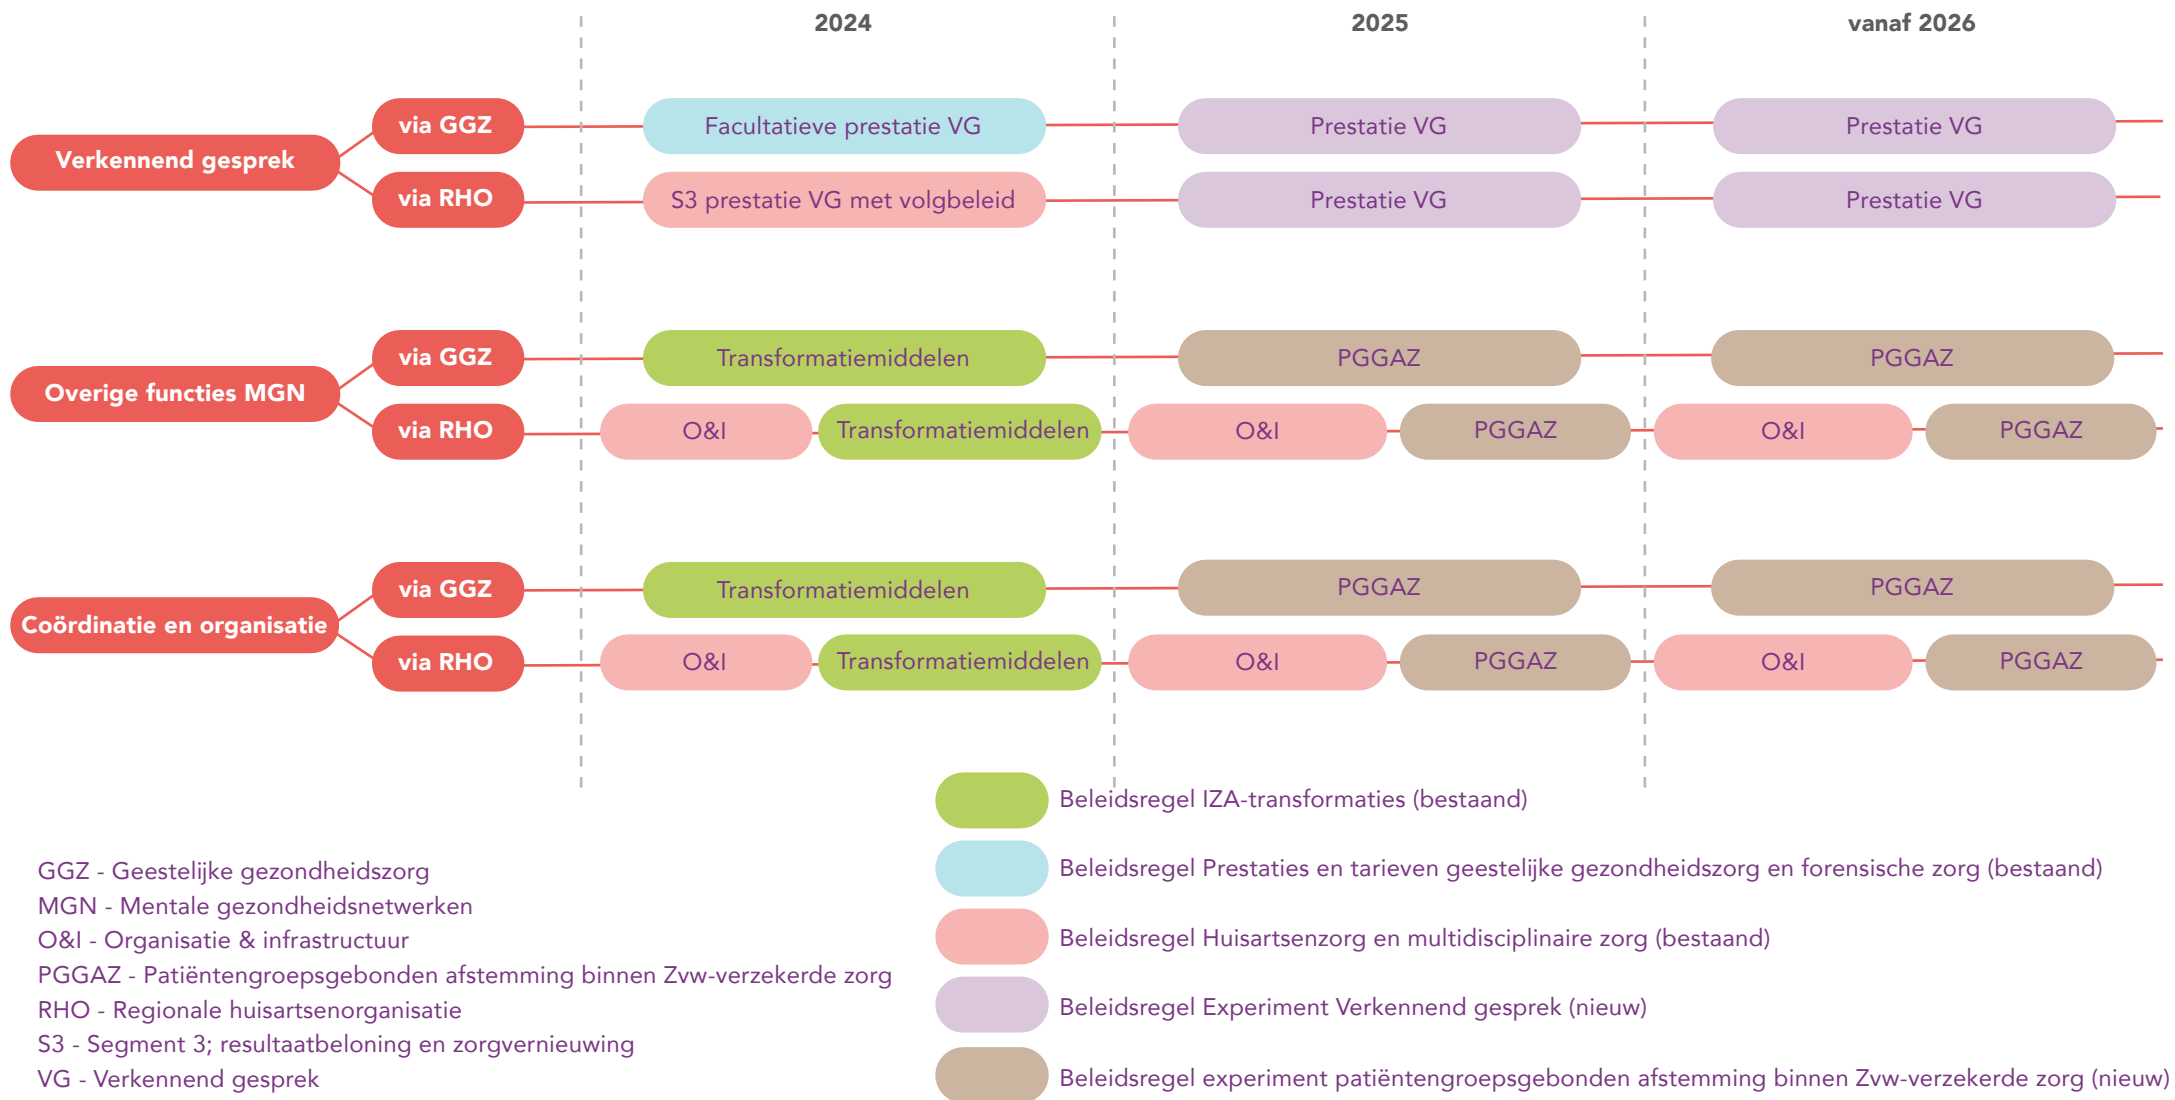 2024
2025
vanaf 2026
Verkennend gesprek
via GGZ
Facultatieve prestatie VG
Prestatie VG
Prestatie VG
via RHO
S3 prestatie VG met volgbeleid
Prestatie VG
Prestatie VG
Overige functies MGN
via GGZ
Transformatiemiddelen
PGGAZ
PGGAZ
via RHO
O&I
Transformatiemiddelen
O&I
PGGAZ
O&I
PGGAZ
Coördinatie en organisatie
via GGZ
Transformatiemiddelen
PGGAZ
PGGAZ
via RHO
O&I
Transformatiemiddelen
O&I
PGGAZ
O&I
PGGAZ
GGZ - Geestelijke gezondheidszorg
MGN - Mentale gezondheidsnetwerken
O&I - Organisatie & infrastructuur
PGGAZ - Patiëntengroepsgebonden afstemming binnen Zvw-verzekerde zorg
RHO - Regionale huisartsenorganisatie
S3 - Segment 3; resultaatbeloning en zorgvernieuwing
VG - Verkennend gesprek
Beleidsregel IZA-transformaties (bestaand)
Beleidsregel Prestaties en tarieven geestelijke gezondheidszorg en forensische zorg (bestaand)
Beleidsregel Huisartsenzorg en multidisciplinaire zorg (bestaand)
Beleidsregel Experiment Verkennend gesprek (nieuw)
Beleidsregel experiment patiëntengroepsgebonden afstemming binnen Zvw-verzekerde zorg (nieuw)